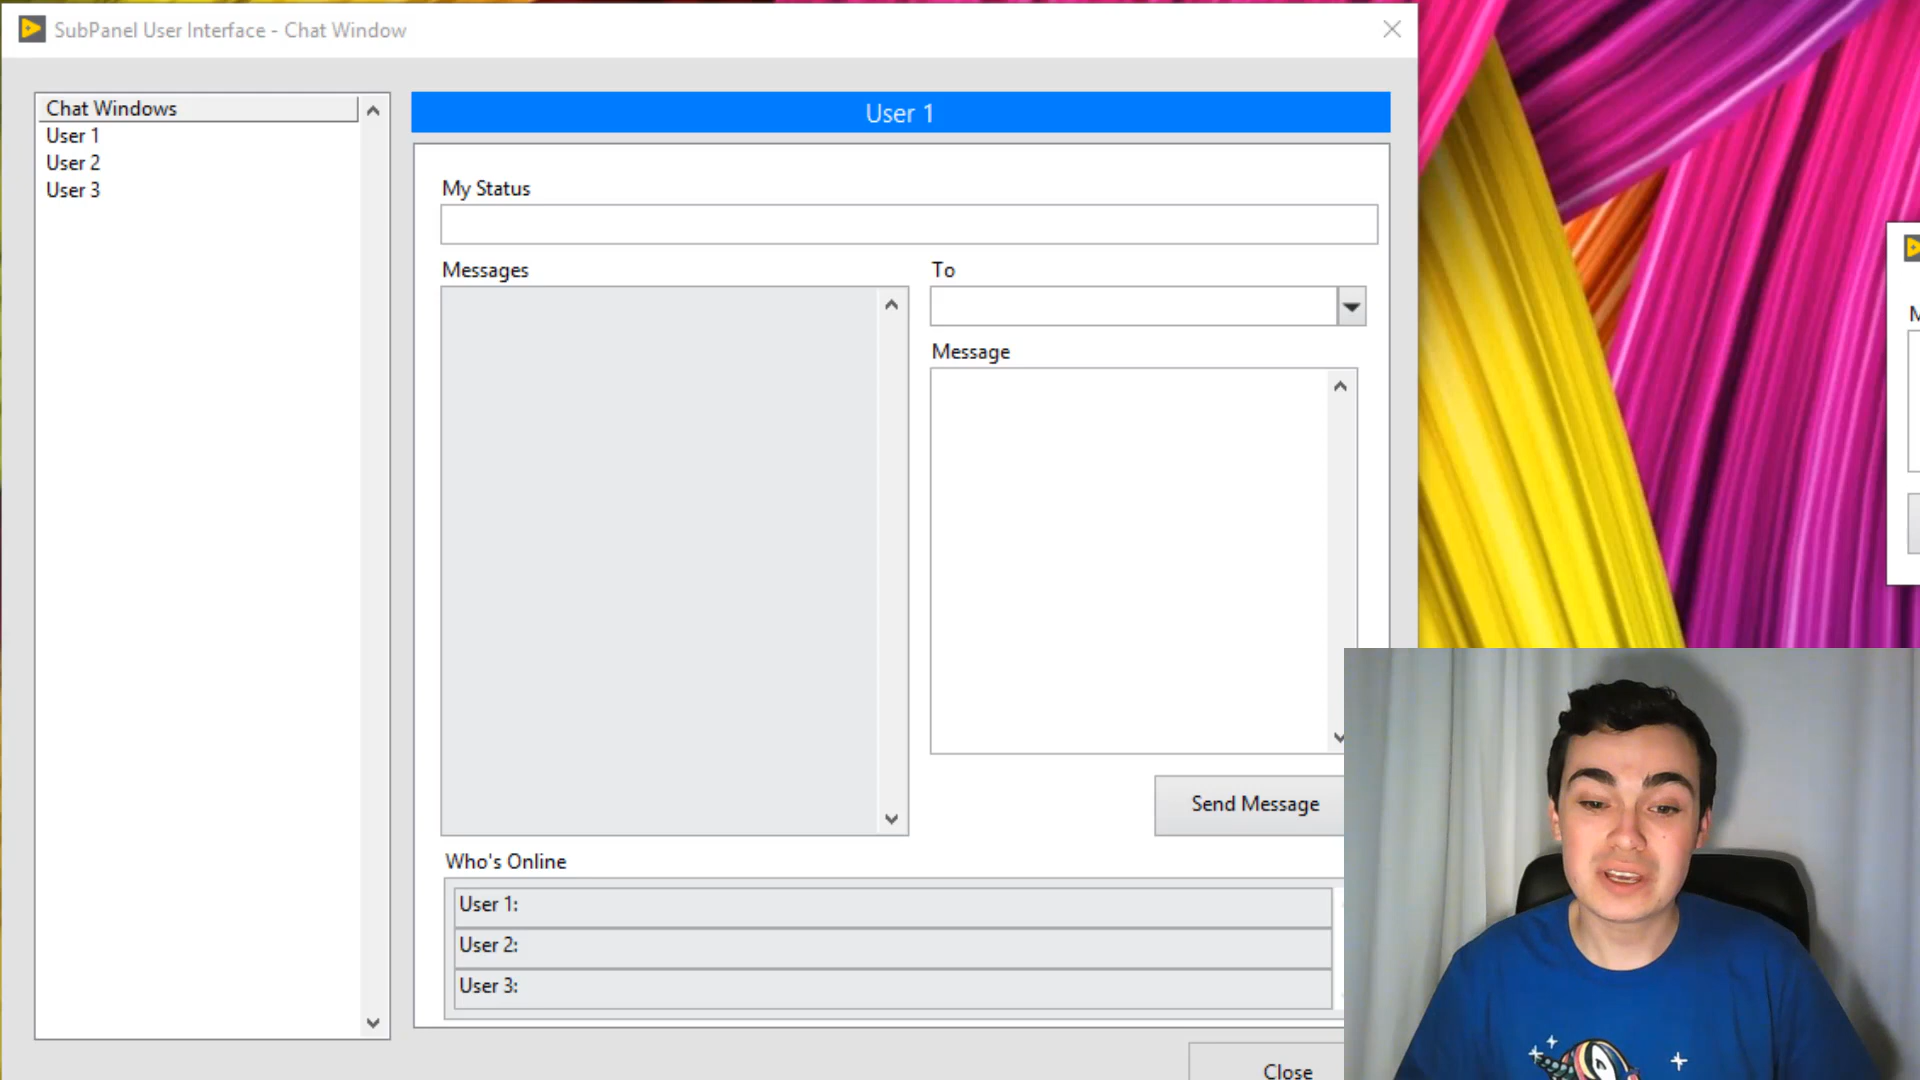 SubPanel User Interface - Chat Window
Chat Windows
User 1
User 2
User 3
User 1
My Status
Messages
To
Message
Send Message
Who's Online
User 1:
User 2:
User 3:
Close